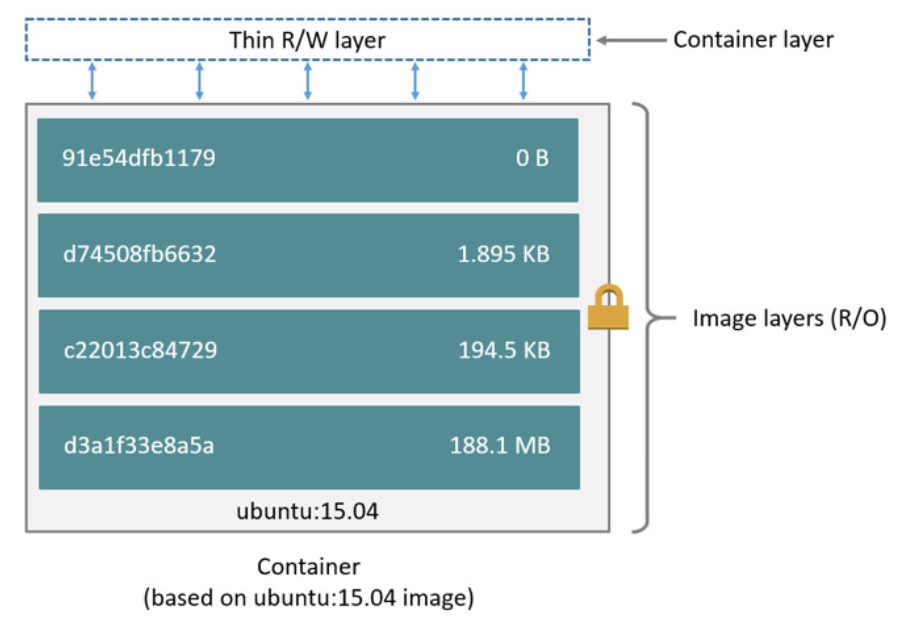 Thin R/W layer
Container layer
91e54dfb1179 0 B
d74508fb6632 1.895 KB
c22013c84729 194.5 KB
Image layers (R/O)
d3a1f33e8a5a 188.1 MB
ubuntu:15.04
Container
(based on ubuntu:15.04 image)